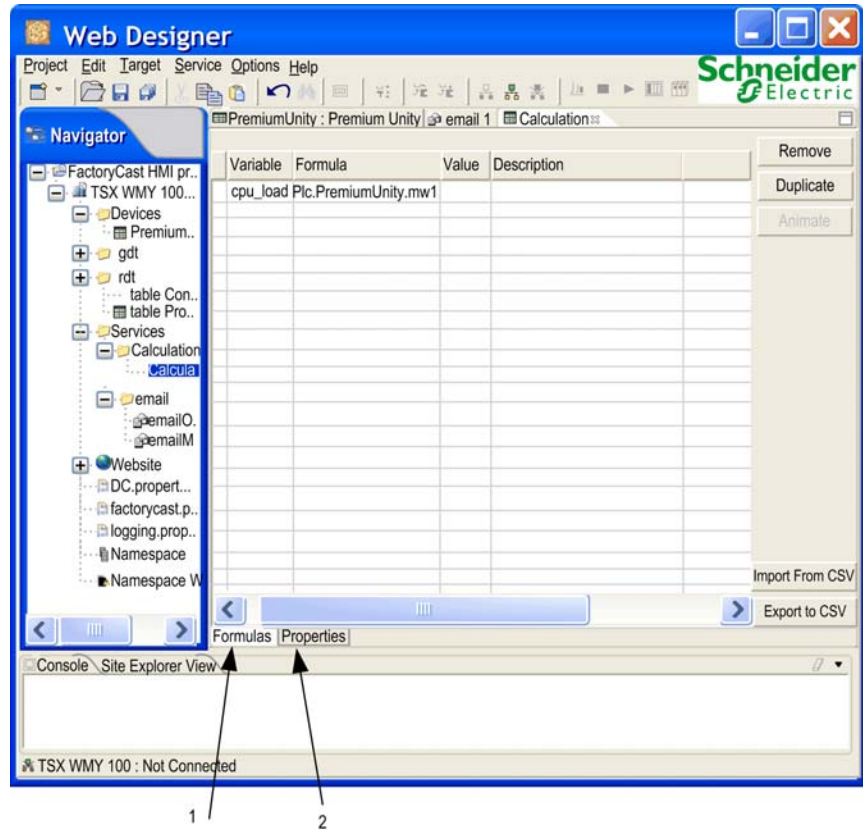 Web Designer
Project Edit Target Service Options Help
Schneider
Electric
PremiumUnity : Premium Unity email 1 Calculation
Navigator
FactoryCast HMI pr..
TSX WMY 100...
Devices
Premium..
gdt
rdt
table Con..
table Pro..
Services
Calculation
Calcula
email
emailO.
emailM
Website
DC.propert...
factorycast.p..
logging.prop..
Namespace
Namespace W
Variable Formula Value Description
cpu_load Plc.PremiumUnity.mw1
Remove
Duplicate
Animate
Import From CSV
Export to CSV
Formulas Properties
Console Site Explorer View
TSX WMY 100 : Not Connected
1 2